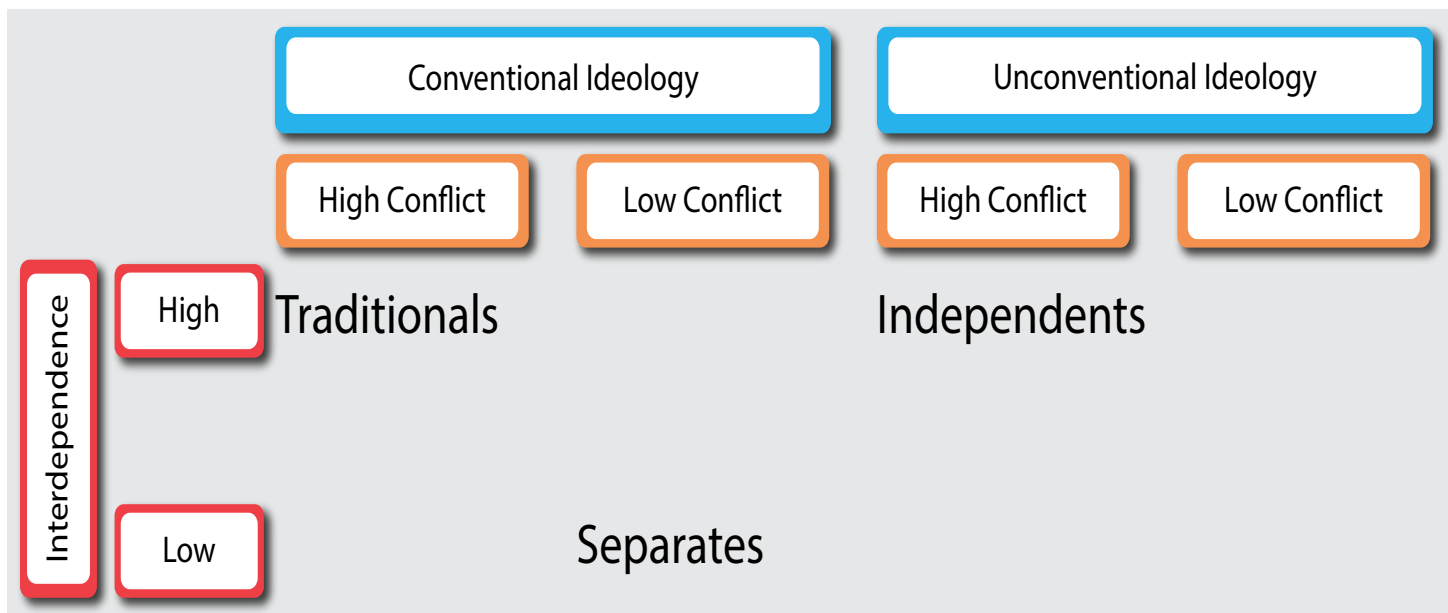 Conventional Ideology
Unconventional Ideology
High Conflict
Low Conflict
High Conflict
Low Conflict
Interdependence
High
Traditionals
Independents
Low
Separates